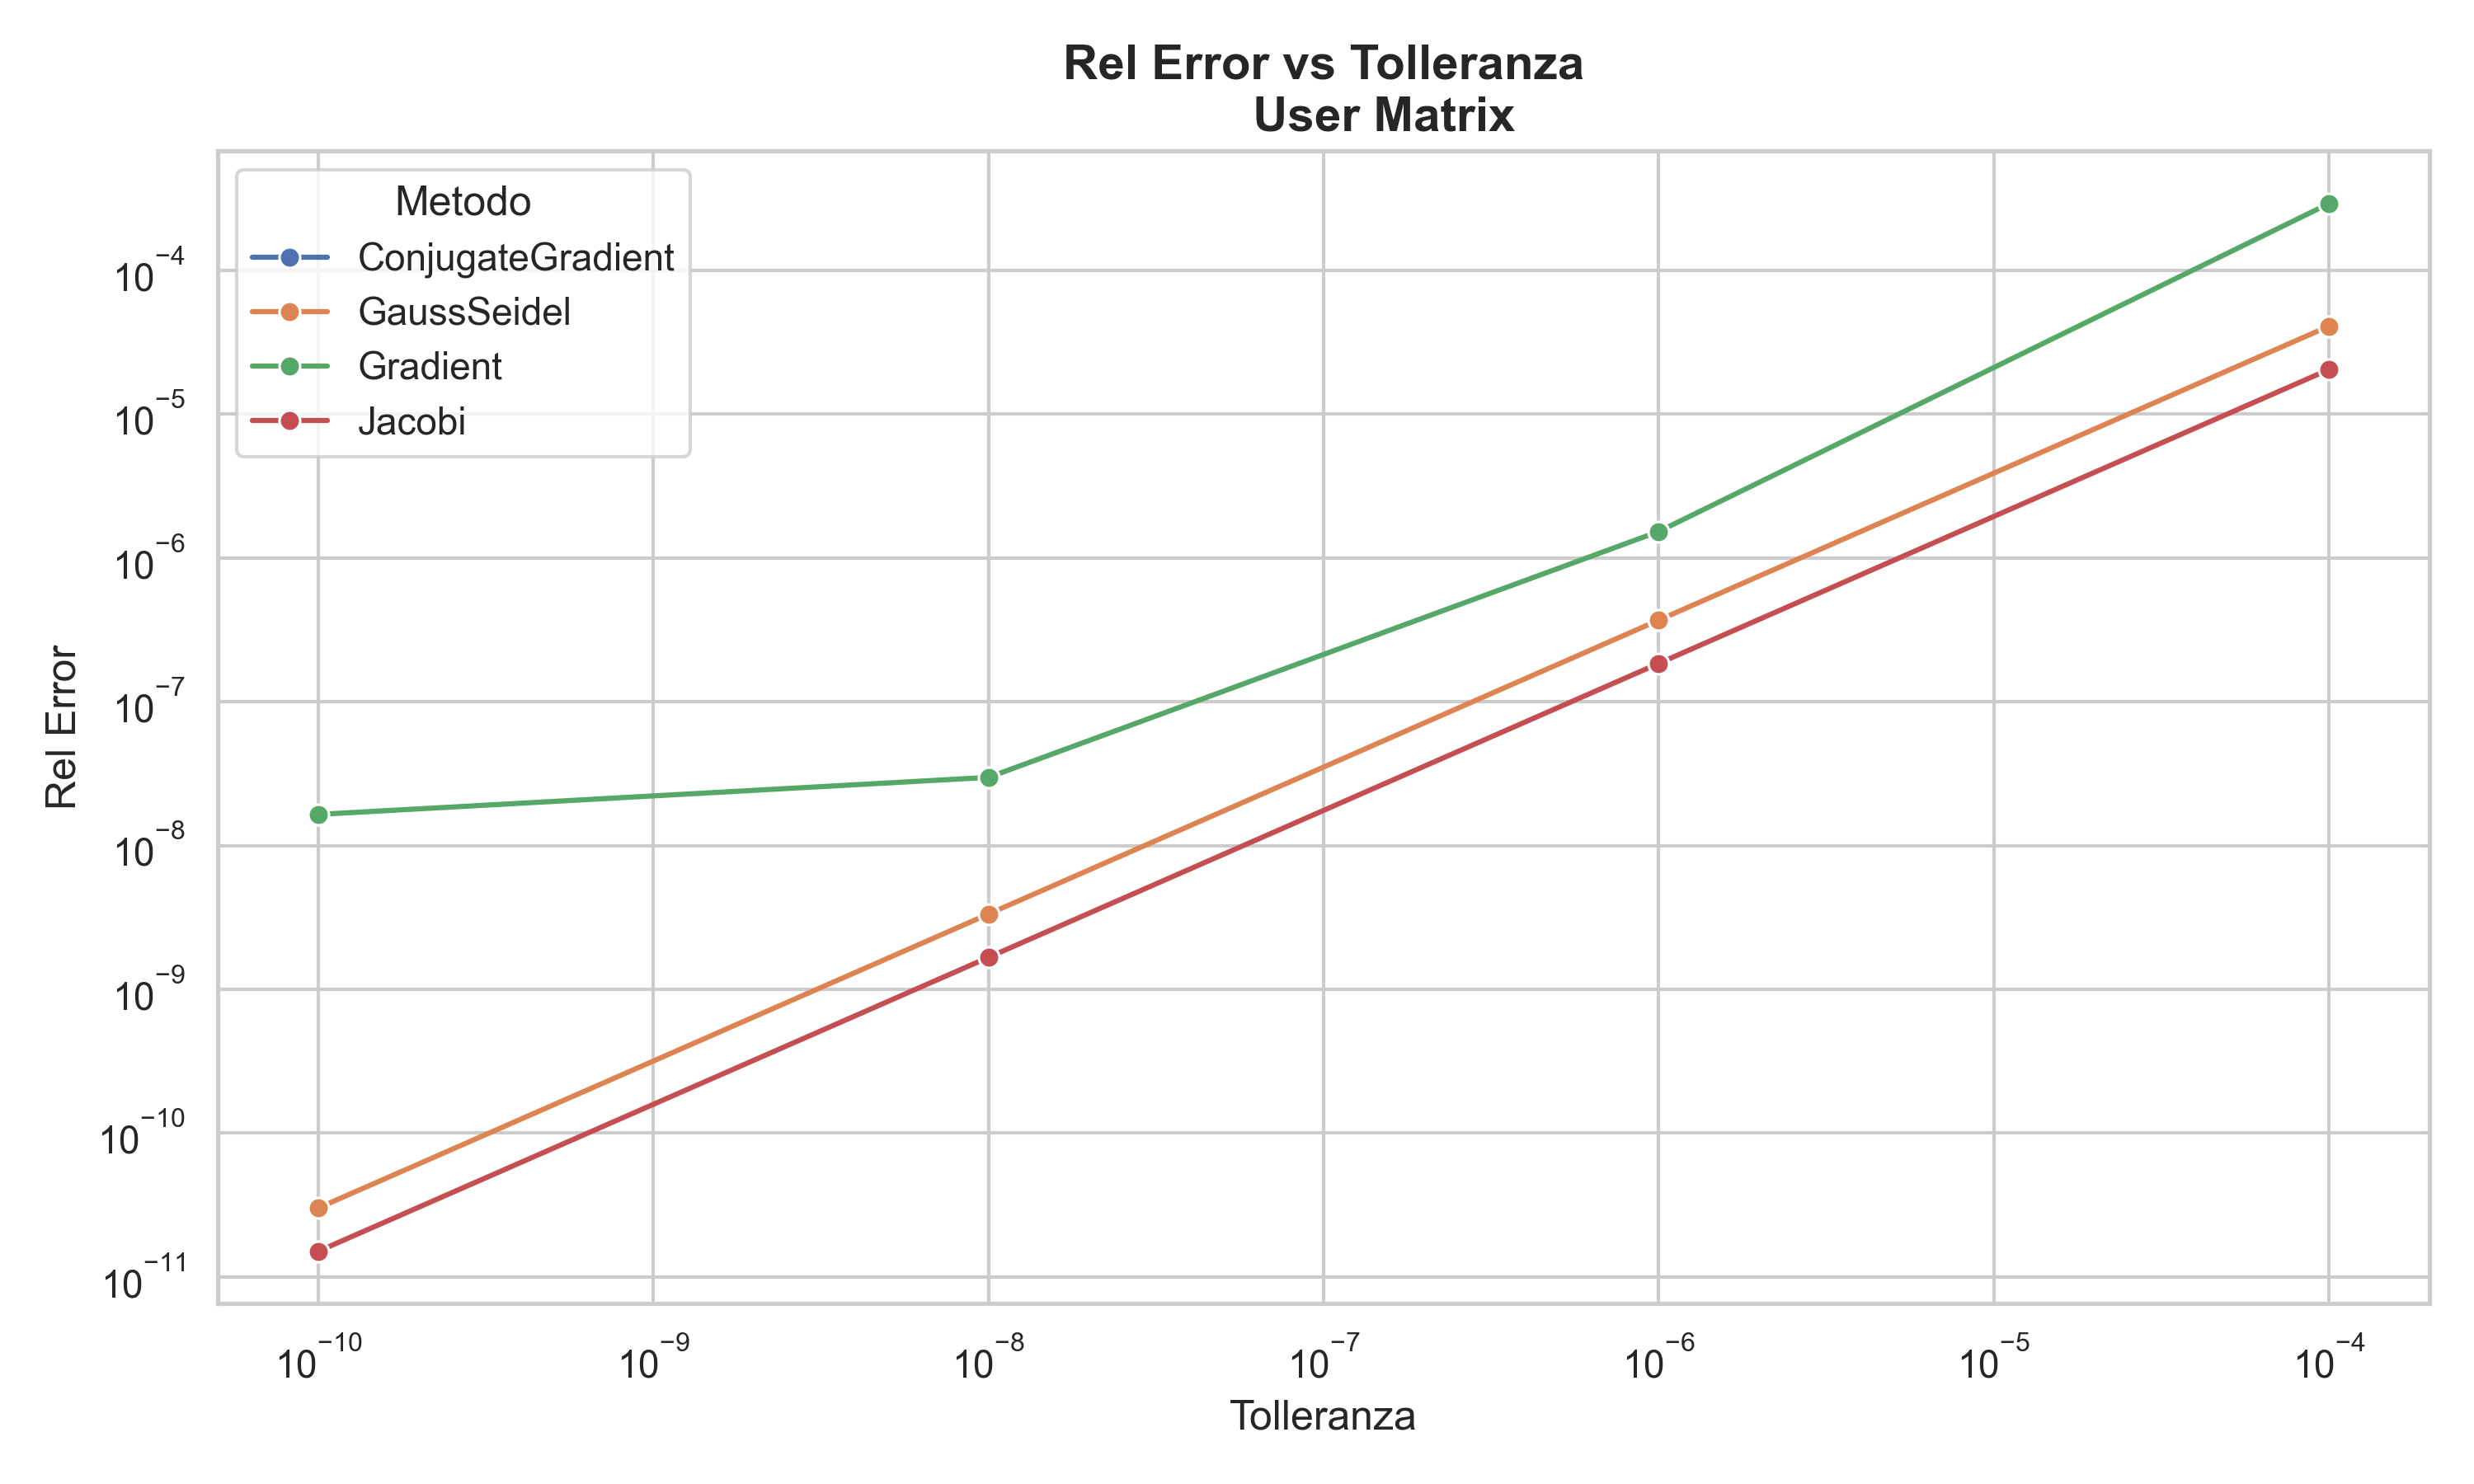 Rel Error vs Tolleranza
User Matrix
Metodo
ConjugateGradient
GaussSeidel
Gradient
Jacobi
10⁻⁴
10⁻⁵
10⁻⁶
10⁻⁷
10⁻⁸
10⁻⁹
10⁻¹⁰
10⁻¹¹
Rel Error
10⁻¹⁰ 10⁻⁹ 10⁻⁸ 10⁻⁷ 10⁻⁶ 10⁻⁵ 10⁻⁴
Tolleranza